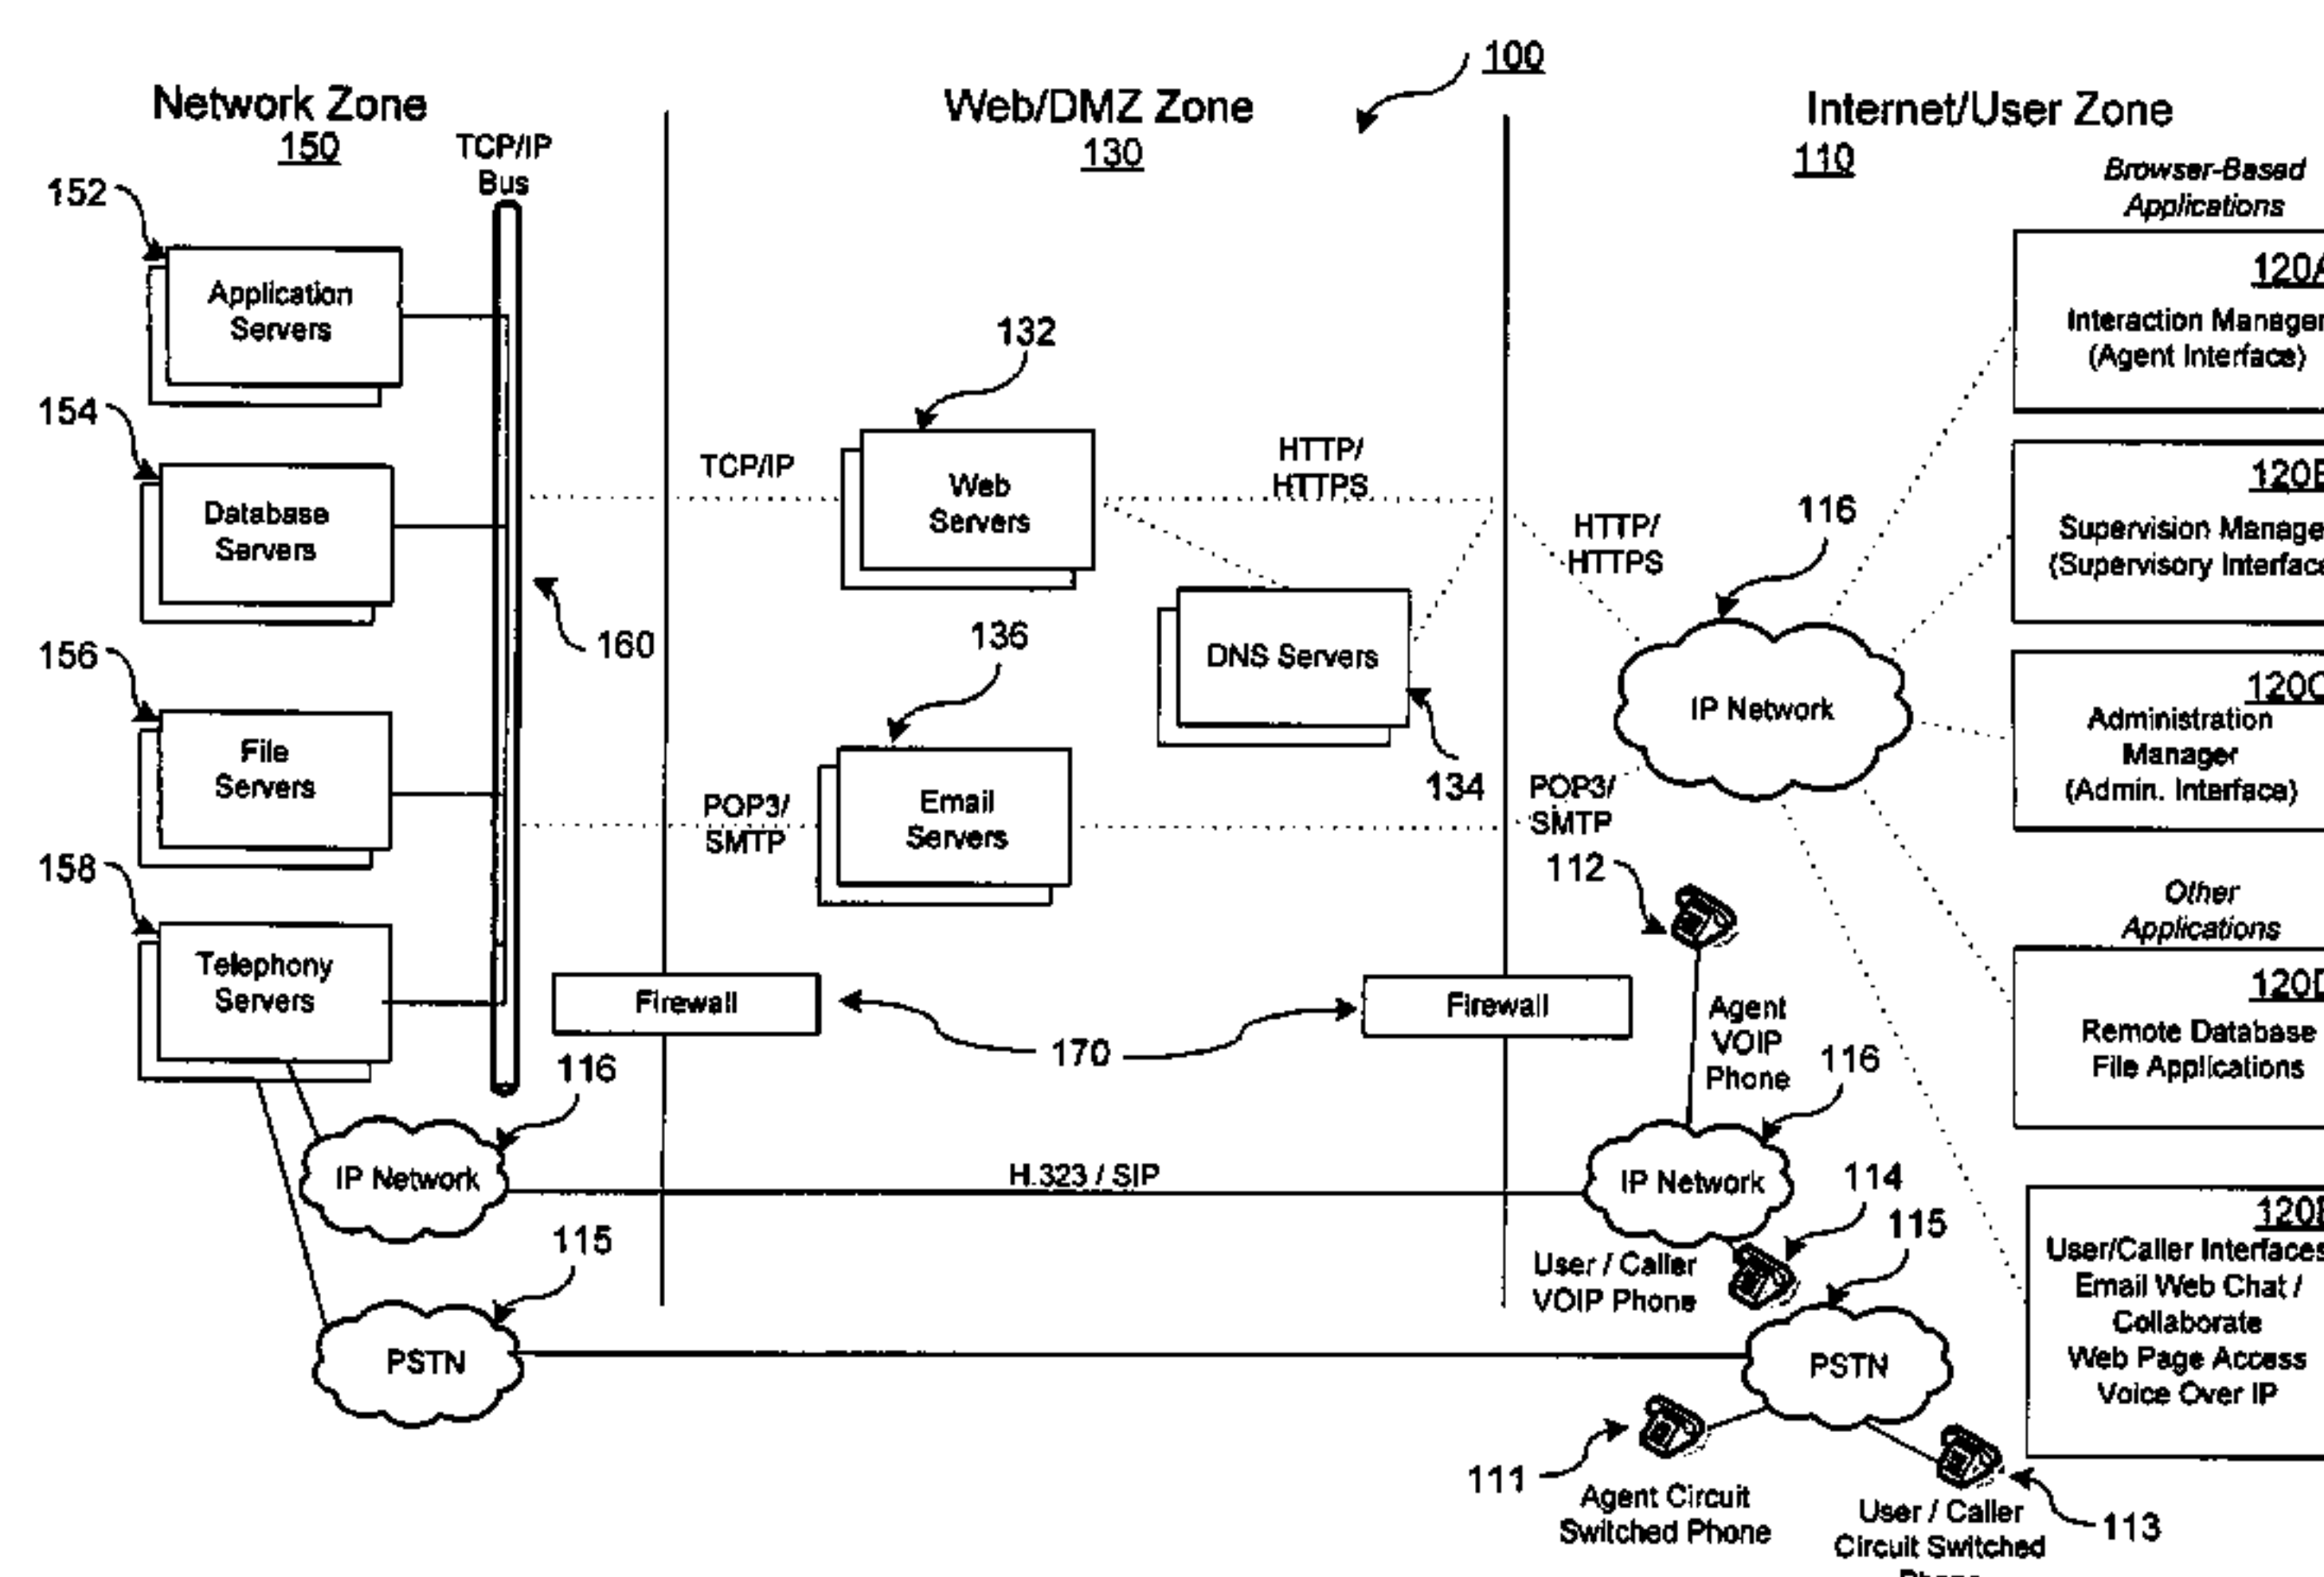 100
Network Zone
150
TCP/IP
Bus
Web/DMZ Zone
130
Internet/User Zone
110
Browser-Based
Applications
152
Application
Servers
154
Database
Servers
156
File
Servers
158
Telephony
Servers
160
132
TCP/IP
Web
Servers
HTTP/
HTTPS
HTTP/
HTTPS
116
136
DNS Servers
134
IP Network
POP3/
SMTP
Email
Servers
POP3/
SMTP
120A
Interaction Manager
(Agent Interface)
120B
Supervision Manage
(Supervisory Interface
120C
Administration
Manager
(Admin. Interface)
Other
Applications
120D
Remote Database
File Applications
120E
User/Caller Interfaces
Email Web Chat /
Collaborate
Web Page Access
Voice Over IP
112
Agent
VOIP
Phone
Firewall
170
Firewall
116
116
IP Network
H.323 / SIP
IP Network
114
115
User / Caller
VOIP Phone
115
PSTN
PSTN
111
Agent Circuit
Switched Phone
113
User / Caller
Circuit Switched